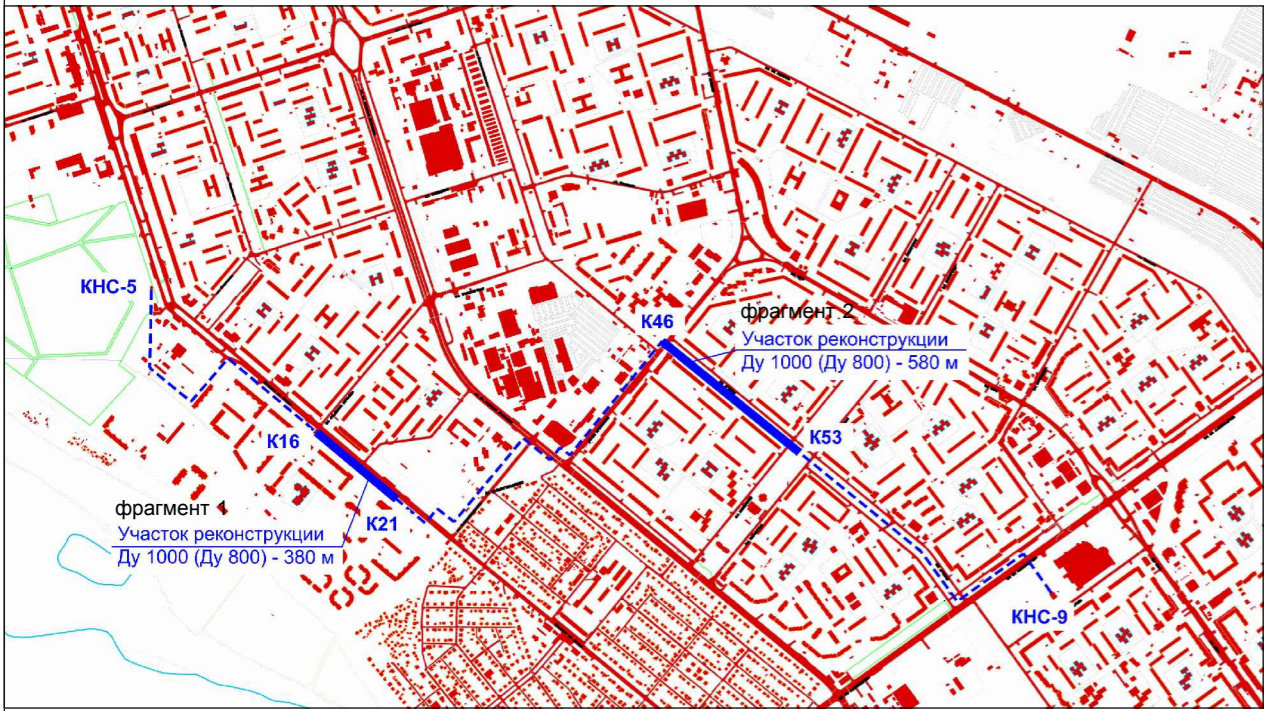 КНС-5
К46
фрагмент 2
Участок реконструкции
Ду 1000 (Ду 800) - 580 м
К16
К53
фрагмент 1
К21
Участок реконструкции
Ду 1000 (Ду 800) - 380 м
КНС-9